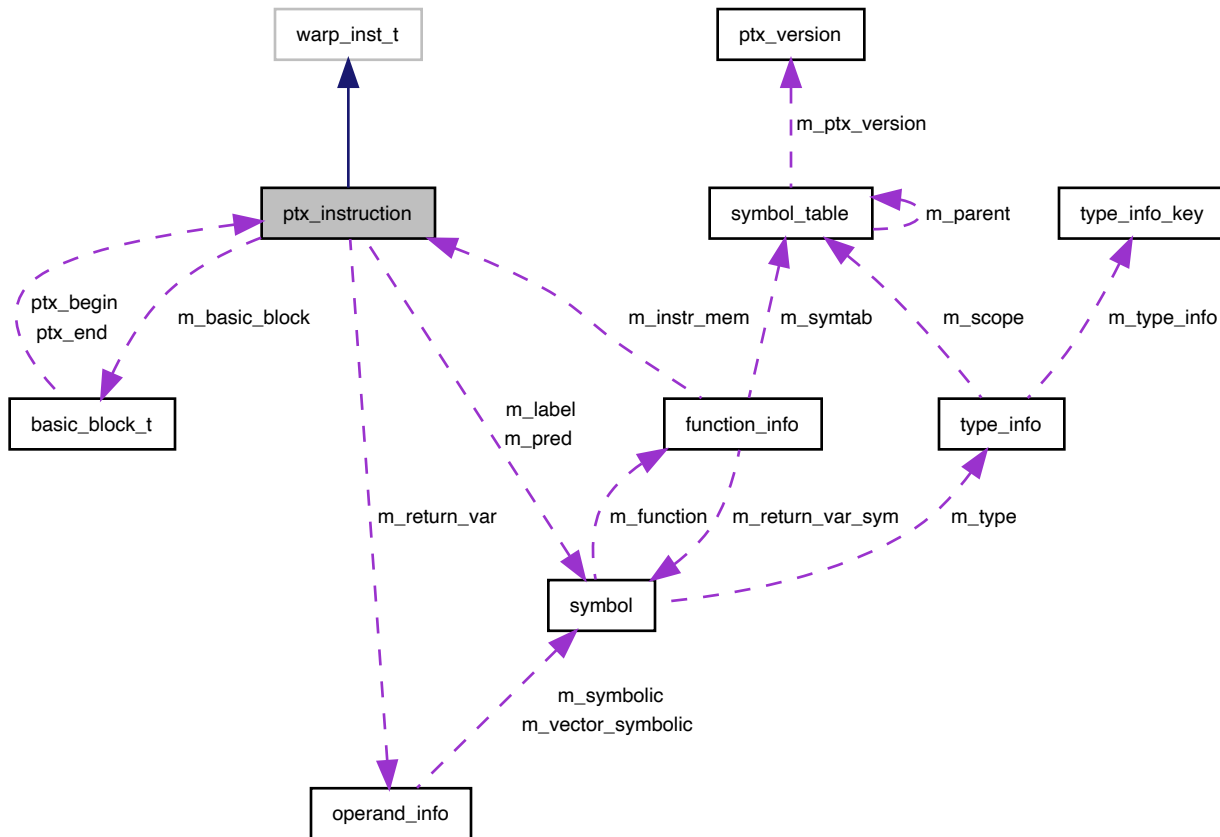 warp_inst_t
ptx_version
m_ptx_version
ptx_instruction
symbol_table
m_parent
type_info_key
ptx_begin
ptx_end
m_basic_block
m_instr_mem
m_symtab
m_scope
m_type_info
basic_block_t
m_label
m_pred
function_info
type_info
m_return_var
m_function
m_return_var_sym
m_type
symbol
m_symbolic
m_vector_symbolic
operand_info